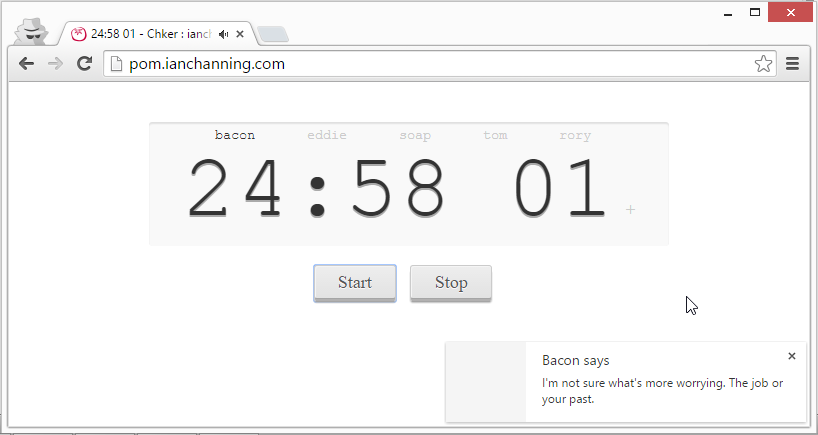 24:58 01 - Chker : ianch
pom.ianchanning.com
bacon eddie soap tom rory
24:58 01 +
Start Stop
Bacon says
I'm not sure what's more worrying. The job or
your past.